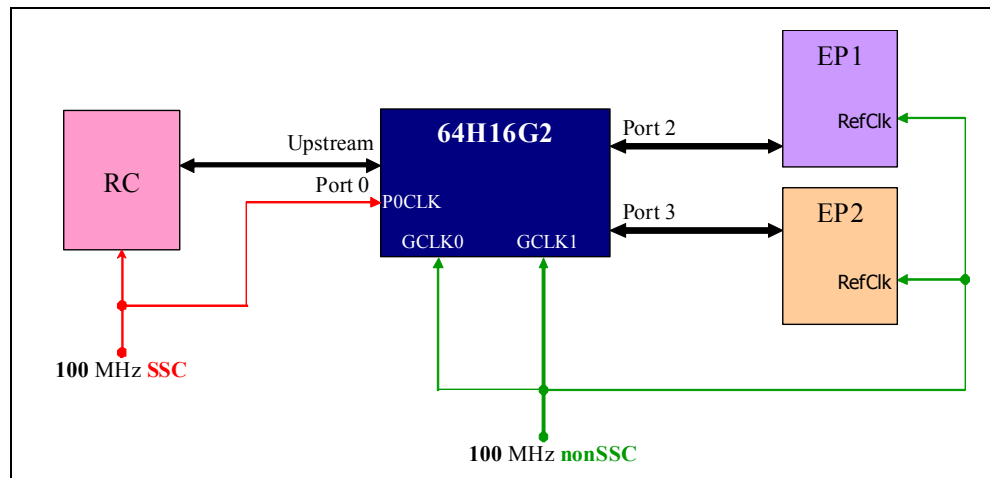 EP1
RefClk
64H16G2
Port 2
Upstream
RC
Port 0
P0CLK
EP2
Port 3
GCLK0
GCLK1
RefClk
100 MHz SSC
100 MHz nonSSC